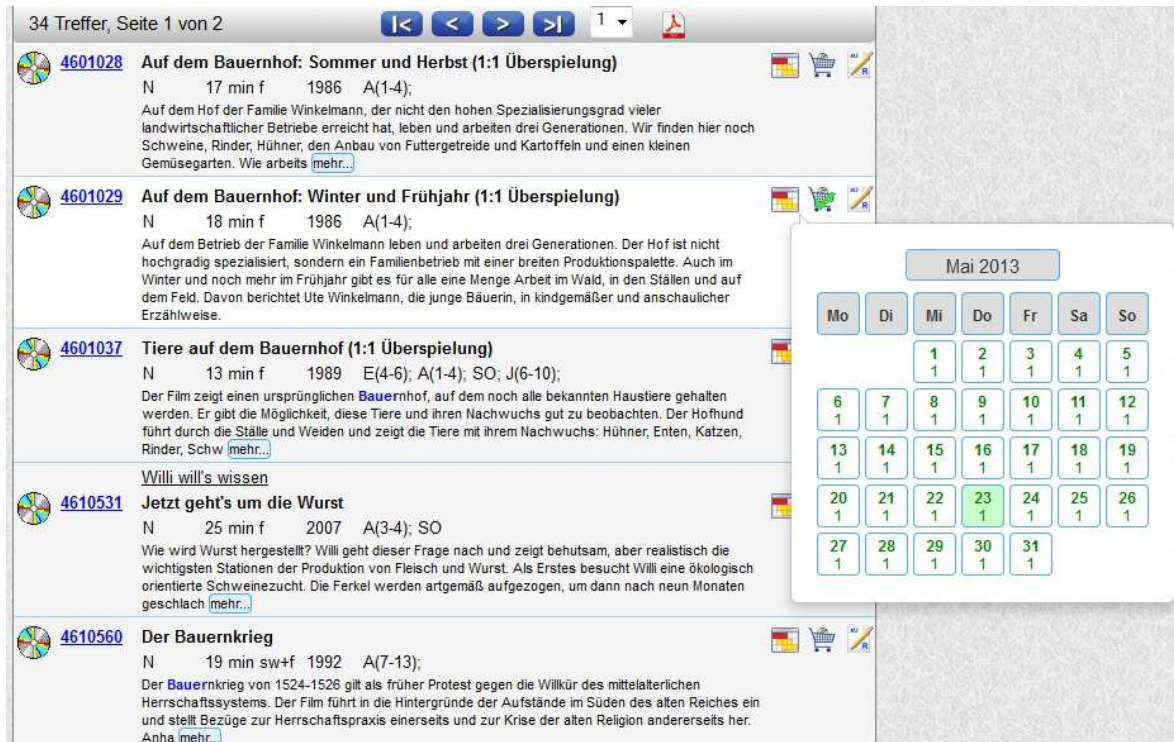 34 Treffer, Seite 1 von 2
|< < > >| 1
4601028 Auf dem Bauernhof: Sommer und Herbst (1:1 Überspielung)
N 17 min f 1986 A(1-4);
Auf dem Hof der Familie Winkelmann, der nicht den hohen Spezialisierungsgrad vieler
landwirtschaftlicher Betriebe erreicht hat, leben und arbeiten drei Generationen. Wir finden hier noch
Schweine, Rinder, Hühner, den Anbau von Futtergetreide und Kartoffeln und einen kleinen
Gemüsegarten. Wie arbeits mehr...
4601029 Auf dem Bauernhof: Winter und Frühjahr (1:1 Überspielung)
N 18 min f 1986 A(1-4);
Auf dem Betrieb der Familie Winkelmann leben und arbeiten drei Generationen. Der Hof ist nicht
hochgradig spezialisiert, sondern ein Familienbetrieb mit einer breiten Produktionspalette. Auch im
Winter und noch mehr im Frühjahr gibt es für alle eine Menge Arbeit im Wald, in den Ställen und auf
dem Feld. Davon berichtet Ute Winkelmann, die junge Bäuerin, in kindgemäßer und anschaulicher
Erzählweise.
4601037 Tiere auf dem Bauernhof (1:1 Überspielung)
N 13 min f 1989 E(4-6); A(1-4); SO; J(6-10);
Der Film zeigt einen ursprünglichen Bauernhof, auf dem noch alle bekannten Haustiere gehalten
werden. Er gibt die Möglichkeit, diese Tiere und ihren Nachwuchs gut zu beobachten. Der Hofhund
führt durch die Ställe und Weiden und zeigt die Tiere mit ihrem Nachwuchs: Hühner, Enten, Katzen,
Rinder, Schw mehr...
Willi will's wissen
4610531 Jetzt geht's um die Wurst
N 25 min f 2007 A(3-4); SO
Wie wird Wurst hergestellt? Willi geht dieser Frage nach und zeigt behutsam, aber realistisch die
wichtigsten Stationen der Produktion von Fleisch und Wurst. Als Erstes besucht Willi eine ökologisch
orientierte Schweinezucht. Die Ferkel werden artgemäß aufgezogen, um dann nach neun Monaten
geschlach mehr...
4610560 Der Bauernkrieg
N 19 min sw+f 1992 A(7-13);
Der Bauernkrieg von 1524-1526 gilt als früher Protest gegen die Willkür des mittelalterlichen
Herrschaftssystems. Der Film führt in die Hintergründe der Aufstände im Süden des alten Reiches ein
und stellt Bezüge zur Herrschaftspraxis einerseits und zur Krise der alten Religion andererseits her.
Anha mehr...
Mai 2013
Mo Di Mi Do Fr Sa So
1 2 3 4 5
1 1 1 1 1
6 7 8 9 10 11 12
1 1 1 1 1 1 1
13 14 15 16 17 18 19
1 1 1 1 1 1 1
20 21 22 23 24 25 26
1 1 1 1 1 1 1
27 28 29 30 31
1 1 1 1 1